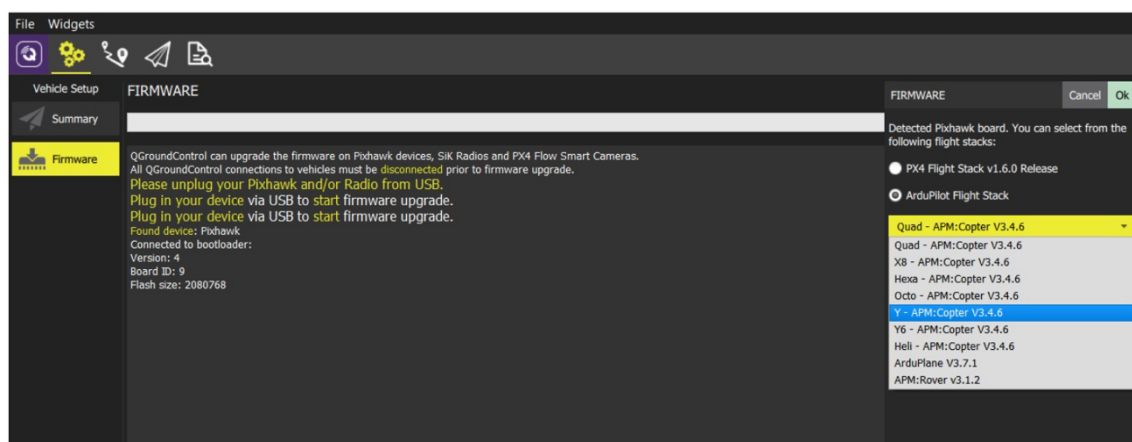 File Widgets
Vehicle Setup
Summary
Firmware
FIRMWARE
QGroundControl can upgrade the firmware on Pixhawk devices, SiK Radios and PX4 Flow Smart Cameras.
All QGroundControl connections to vehicles must be disconnected prior to firmware upgrade.
Please unplug your Pixhawk and/or Radio from USB.
Plug in your device via USB to start firmware upgrade.
Plug in your device via USB to start firmware upgrade.
Found device: Pixhawk
Connected to bootloader:
Version: 4
Board ID: 9
Flash size: 2080768
FIRMWARE Cancel Ok
Detected Pixhawk board. You can select from the
following flight stacks:
PX4 Flight Stack v1.6.0 Release
ArduPilot Flight Stack
Quad - APM:Copter V3.4.6
Quad - APM:Copter V3.4.6
X8 - APM:Copter V3.4.6
Hexa - APM:Copter V3.4.6
Octo - APM:Copter V3.4.6
Y - APM:Copter V3.4.6
Y6 - APM:Copter V3.4.6
Heli - APM:Copter V3.4.6
ArduPlane V3.7.1
APM:Rover v3.1.2